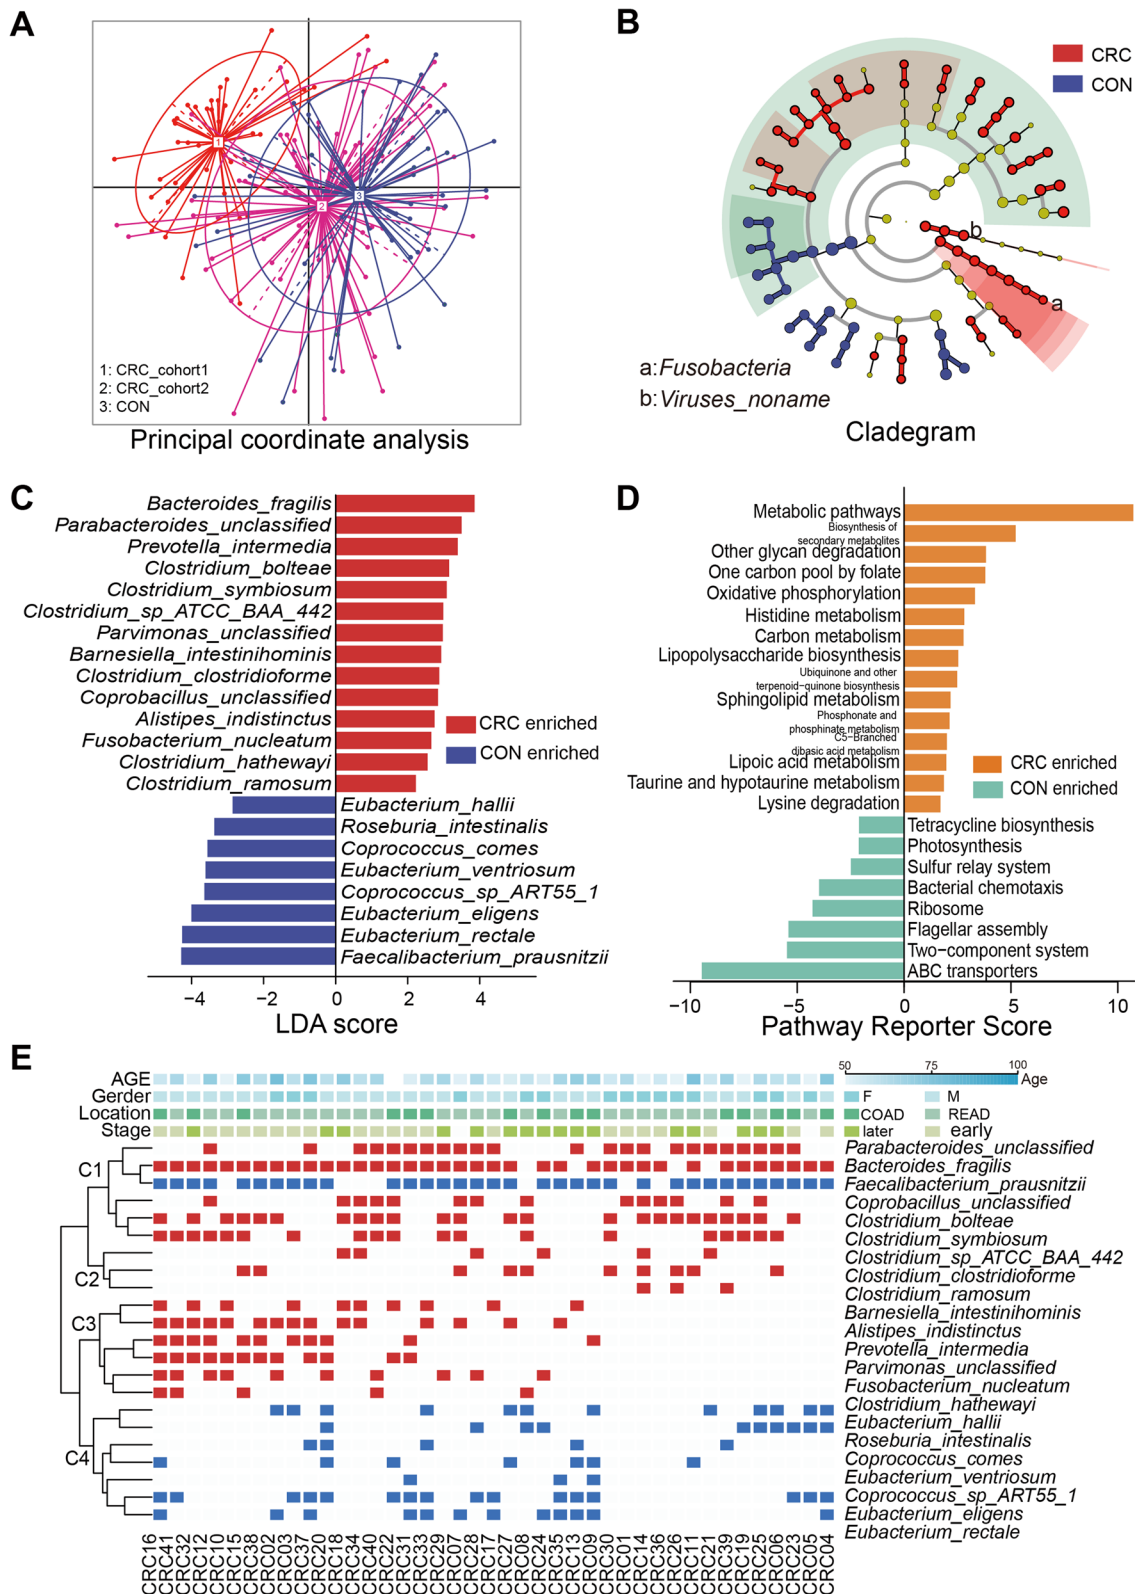 A
1: CRC_cohort1
2: CRC_cohort2
3: CON
1
2
3
Principal coordinate analysis
B
CRC
CON
b
a
a:Fusobacteria
b:Viruses_noname
Cladegram
C
Bacteroides_fragilis
Parabacteroides_unclassified
Prevotella_intermedia
Clostridium_bolteae
Clostridium_symbiosum
Clostridium_sp_ATCC_BAA_442
Parvimonas_unclassified
Barnesiella_intestinihominis
Clostridium_clostridioforme
Coprobacillus_unclassified
Alistipes_indistinctus
Fusobacterium_nucleatum
Clostridium_hathewayi
Clostridium_ramosum
CRC enriched
CON enriched
Eubacterium_hallii
Roseburia_intestinalis
Coprococcus_comes
Eubacterium_ventriosum
Coprococcus_sp_ART55_1
Eubacterium_eligens
Eubacterium_rectale
Faecalibacterium_prausnitzii
−4 −2 0 2 4
LDA score
D
Metabolic pathways
Biosynthesis of
secondary metabolites
Other glycan degradation
One carbon pool by folate
Oxidative phosphorylation
Histidine metabolism
Carbon metabolism
Lipopolysaccharide biosynthesis
Ubiquinone and other
terpenoid−quinone biosynthesis
Sphingolipid metabolism
Phosphonate and
phosphinate metabolism
C5−Branched
dibasic acid metabolism
Lipoic acid metabolism
Taurine and hypotaurine metabolism
Lysine degradation
CRC enriched
CON enriched
Tetracycline biosynthesis
Photosynthesis
Sulfur relay system
Bacterial chemotaxis
Ribosome
Flagellar assembly
Two−component system
ABC transporters
−10 −5 0 5 10
Pathway Reporter Score
E
AGE
Gerder
Location
Stage
50 75 100
Age
F M
COAD READ
later early
C1
C2
C3
C4
Parabacteroides_unclassified
Bacteroides_fragilis
Faecalibacterium_prausnitzii
Coprobacillus_unclassified
Clostridium_bolteae
Clostridium_symbiosum
Clostridium_sp_ATCC_BAA_442
Clostridium_clostridioforme
Clostridium_ramosum
Barnesiella_intestinihominis
Alistipes_indistinctus
Prevotella_intermedia
Parvimonas_unclassified
Fusobacterium_nucleatum
Clostridium_hathewayi
Eubacterium_hallii
Roseburia_intestinalis
Coprococcus_comes
Eubacterium_ventriosum
Coprococcus_sp_ART55_1
Eubacterium_eligens
Eubacterium_rectale
CRC16
CRC41
CRC32
CRC12
CRC10
CRC15
CRC38
CRC02
CRC03
CRC37
CRC20
CRC18
CRC34
CRC40
CRC22
CRC31
CRC33
CRC29
CRC07
CRC28
CRC17
CRC27
CRC08
CRC24
CRC35
CRC13
CRC09
CRC30
CRC01
CRC14
CRC36
CRC26
CRC11
CRC21
CRC39
CRC19
CRC25
CRC06
CRC23
CRC05
CRC04